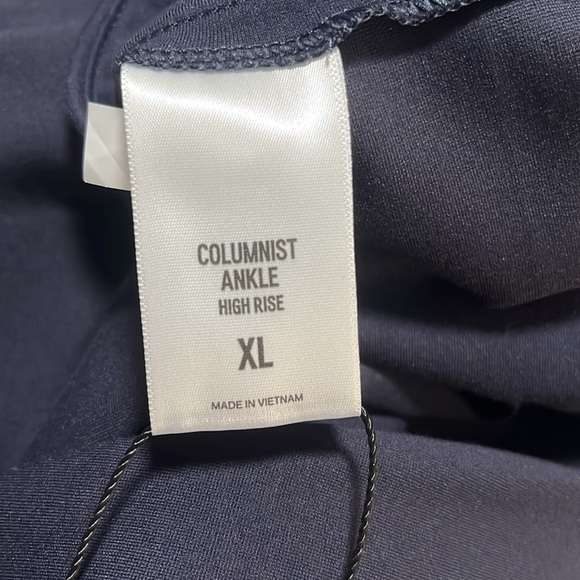 COLUMNIST
ANKLE
HIGH RISE
XL
MADE IN VIETNAM